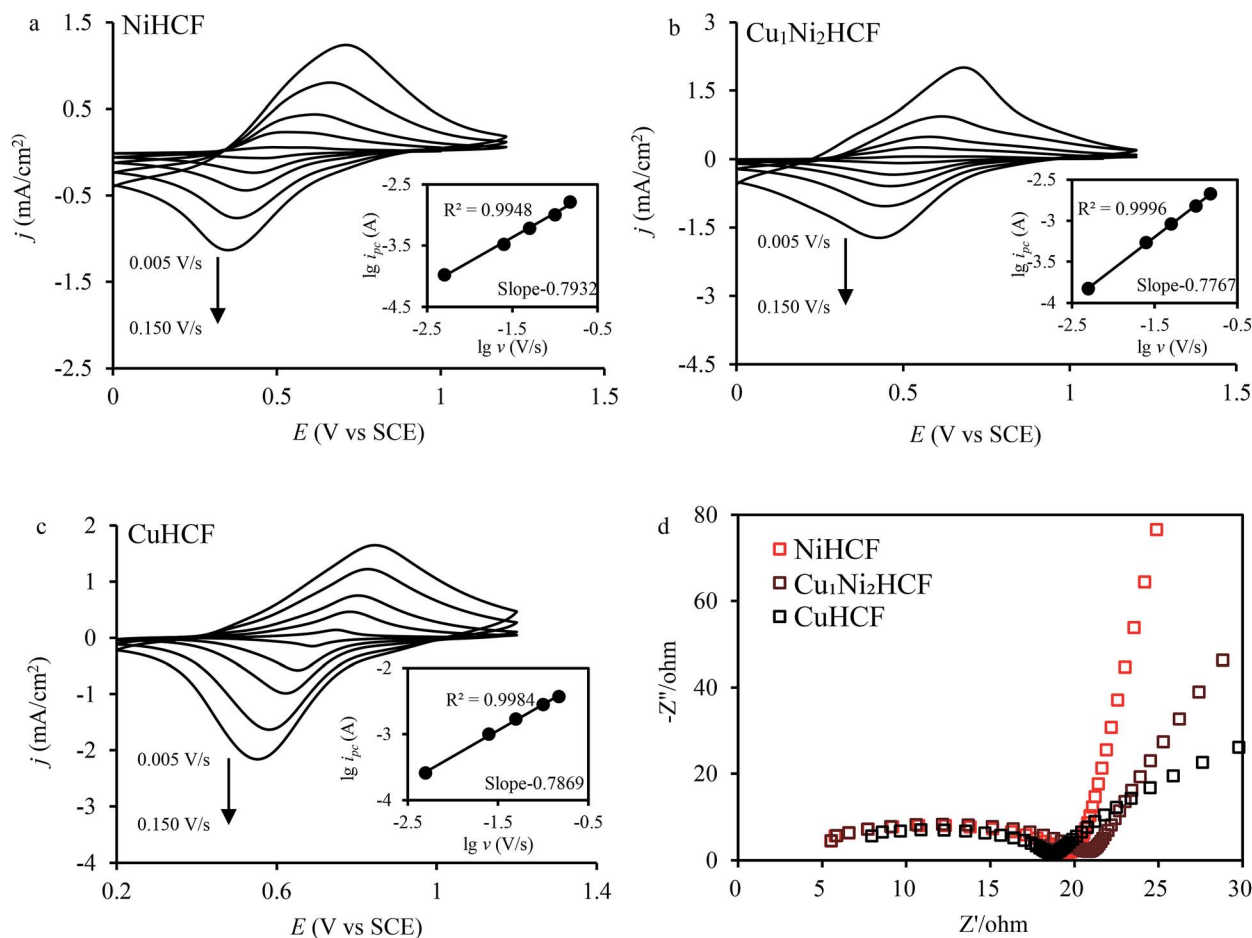 a
NiHCF
1.5
0.5
-0.5
-1.5
-2.5
j (mA/cm²)
0.005 V/s
0.150 V/s
0
0.5
1
1.5
E (V vs SCE)
-2.5
-3.5
-4.5
lg iₚc (A)
R² = 0.9948
Slope-0.7932
-2.5
-1.5
-0.5
lg v (V/s)
b
Cu₁Ni₂HCF
3
1.5
0
-1.5
-3
-4.5
j (mA/cm²)
0.005 V/s
0.150 V/s
0
0.5
1
1.5
E (V vs SCE)
-2.5
-3
-3.5
-4
lg iₚc (A)
R² = 0.9996
Slope-0.7767
-2.5
-1.5
-0.5
lg v (V/s)
c
CuHCF
2
1
0
-1
-2
-3
-4
j (mA/cm²)
0.005 V/s
0.150 V/s
0.2
0.6
1
1.4
E (V vs SCE)
-2
-3
-4
lg iₚc (A)
R² = 0.9984
Slope-0.7869
-2.5
-1.5
-0.5
lg v (V/s)
d
80
60
40
20
0
-Z"/ohm
NiHCF
Cu₁Ni₂HCF
CuHCF
0
5
10
15
20
25
30
Z'/ohm